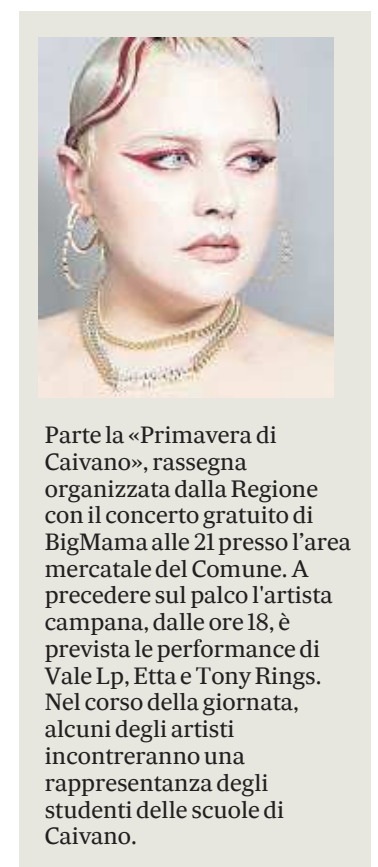 Parte la «Primavera di
Caivano», rassegna
organizzata dalla Regione
con il concerto gratuito di
BigMama alle 21 presso l’area
mercatale del Comune. A
precedere sul palco l'artista
campana, dalle ore 18, è
prevista le performance di
Vale Lp, Etta e Tony Rings.
Nel corso della giornata,
alcuni degli artisti
incontreranno una
rappresentanza degli
studenti delle scuole di
Caivano.